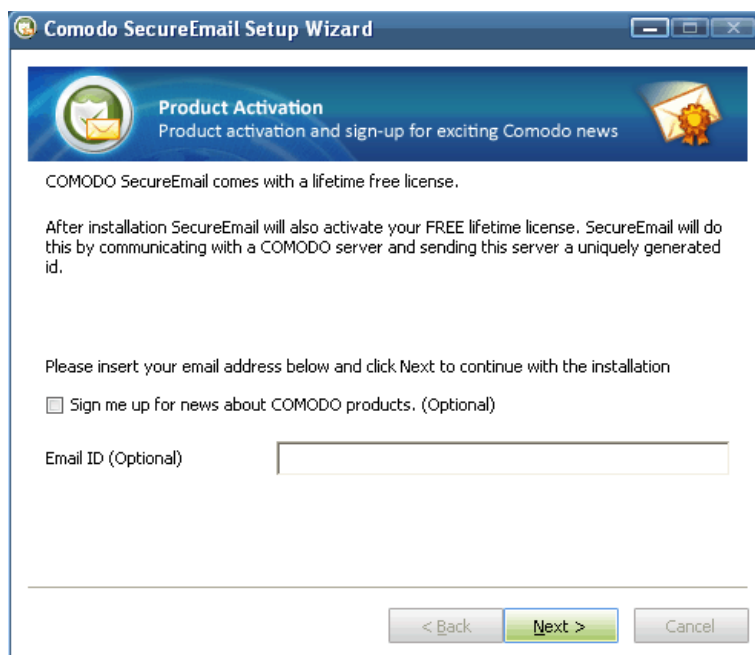 Comodo SecureEmail Setup Wizard
Product Activation
Product activation and sign-up for exciting Comodo news
COMODO SecureEmail comes with a lifetime free license.
After installation SecureEmail will also activate your FREE lifetime license. SecureEmail will do
this by communicating with a COMODO server and sending this server a uniquely generated
id.
Please insert your email address below and click Next to continue with the installation
Sign me up for news about COMODO products. (Optional)
Email ID (Optional)
< Back
Next >
Cancel